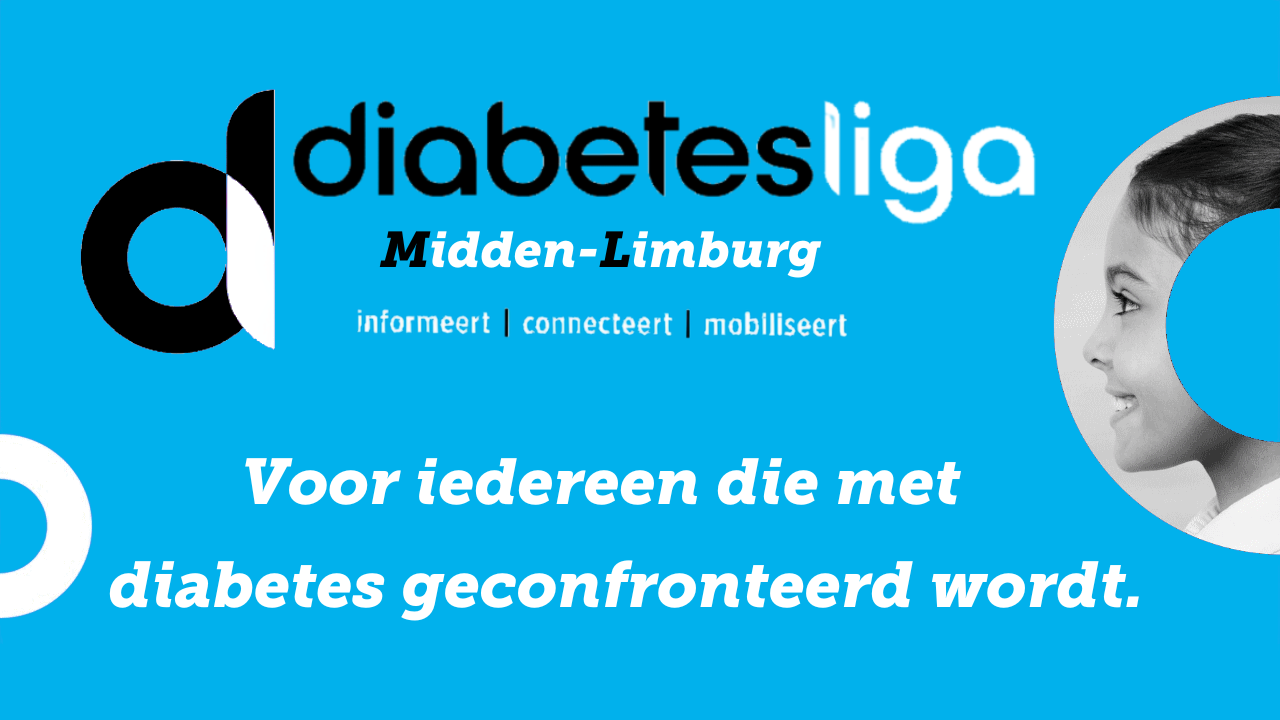 diabetesliga
Midden-Limburg
informeert | connecteert | mobiliseert
Voor iedereen die met
diabetes geconfronteerd wordt.